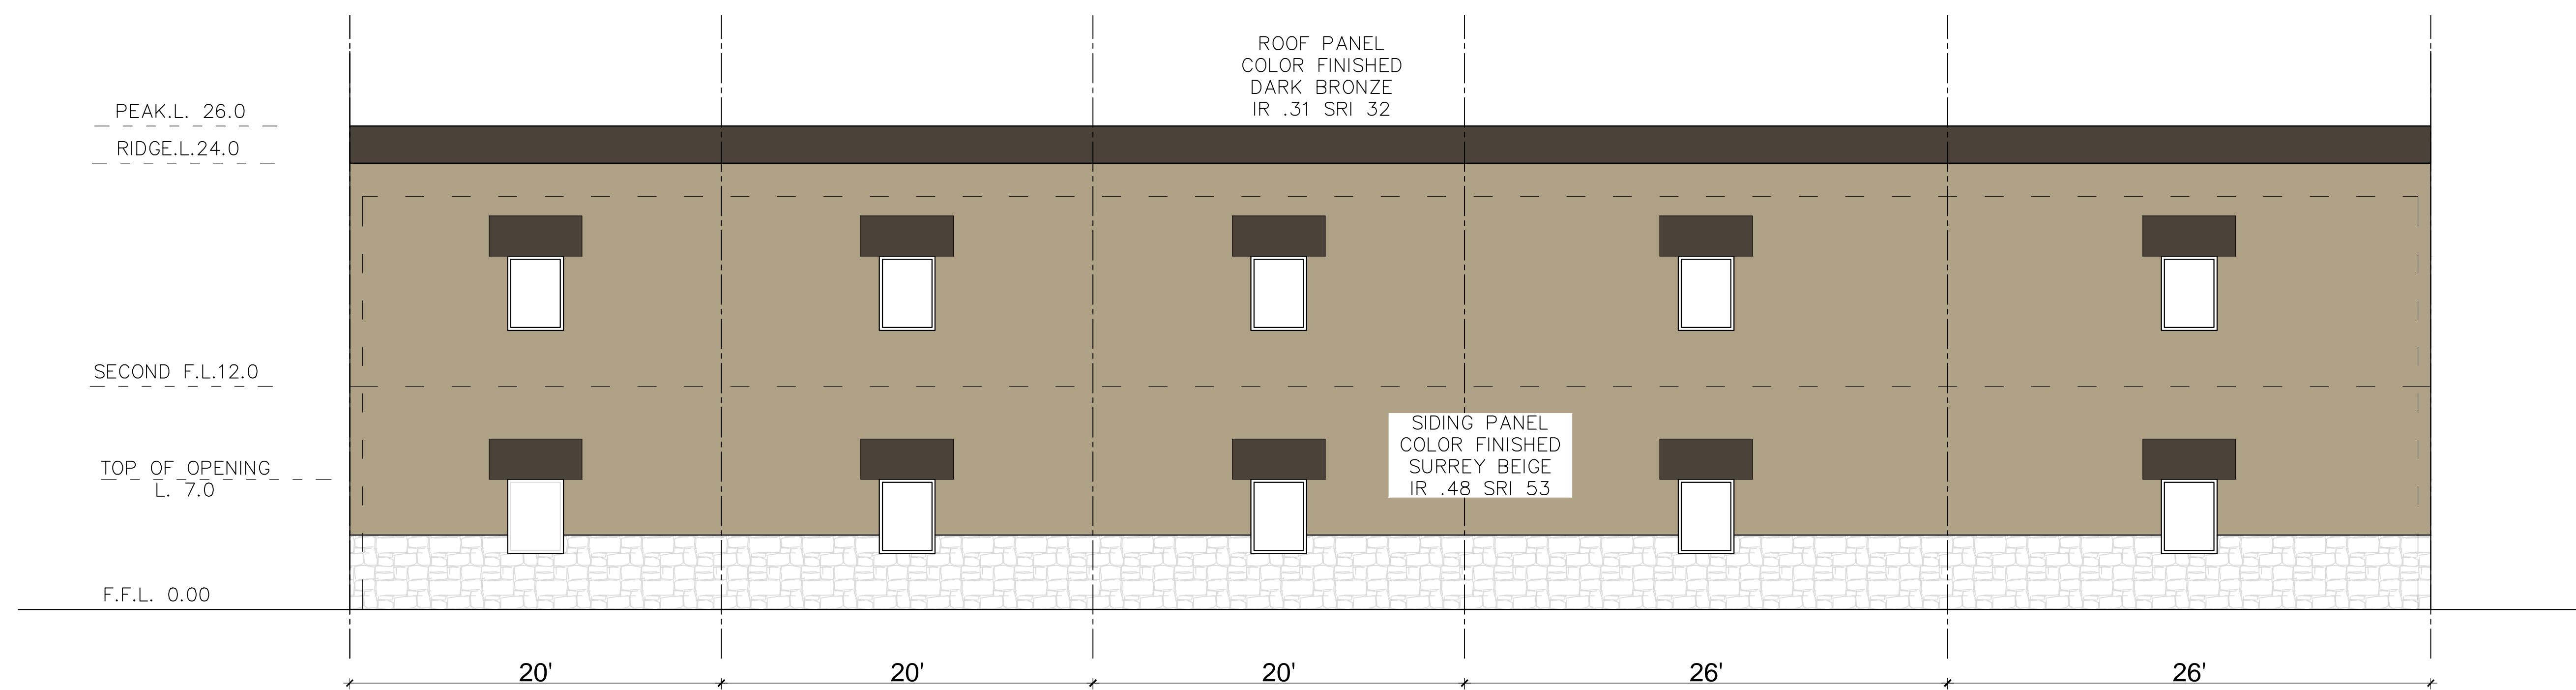 ROOF PANEL
COLOR FINISHED
DARK BRONZE
IR .31 SRI 32
PEAK.L. 26.0
RIDGE.L.24.0
SECOND F.L.12.0
SIDING PANEL
COLOR FINISHED
SURREY BEIGE
IR .48 SRI 53
TOP OF OPENING
L. 7.0
F.F.L. 0.00
20' 20' 20' 26' 26'